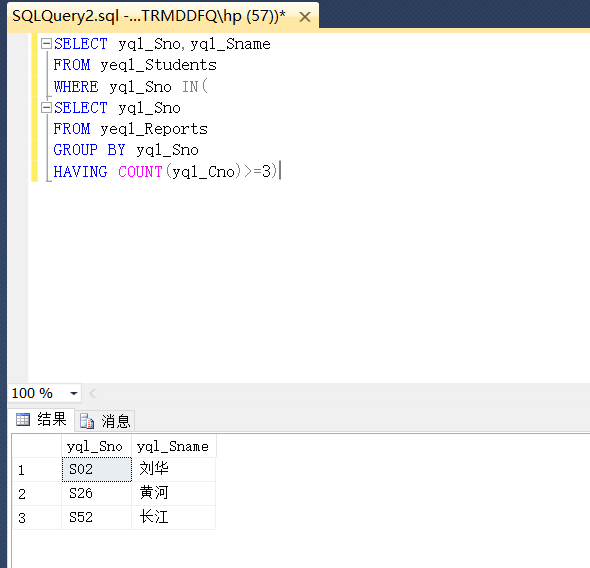 SQLQuery2.sql -...TRMDDFQ\hp (57))*
SELECT yql_Sno,yql_Sname
FROM yeql_Students
WHERE yql_Sno IN(
SELECT yql_Sno
FROM yeql_Reports
GROUP BY yql_Sno
HAVING COUNT(yql_Cno)>=3)
100 %
结果 消息
yql_Sno yql_Sname
1 S02 刘华
2 S26 黄河
3 S52 长江